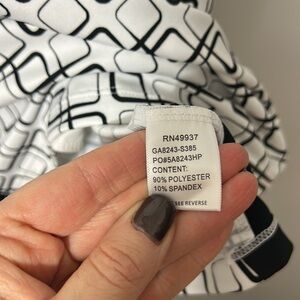 RN49937
GA8243-S385
PO#5A8243HP
CONTENT:
90% POLYESTER
10% SPANDEX
SEE REVERSE